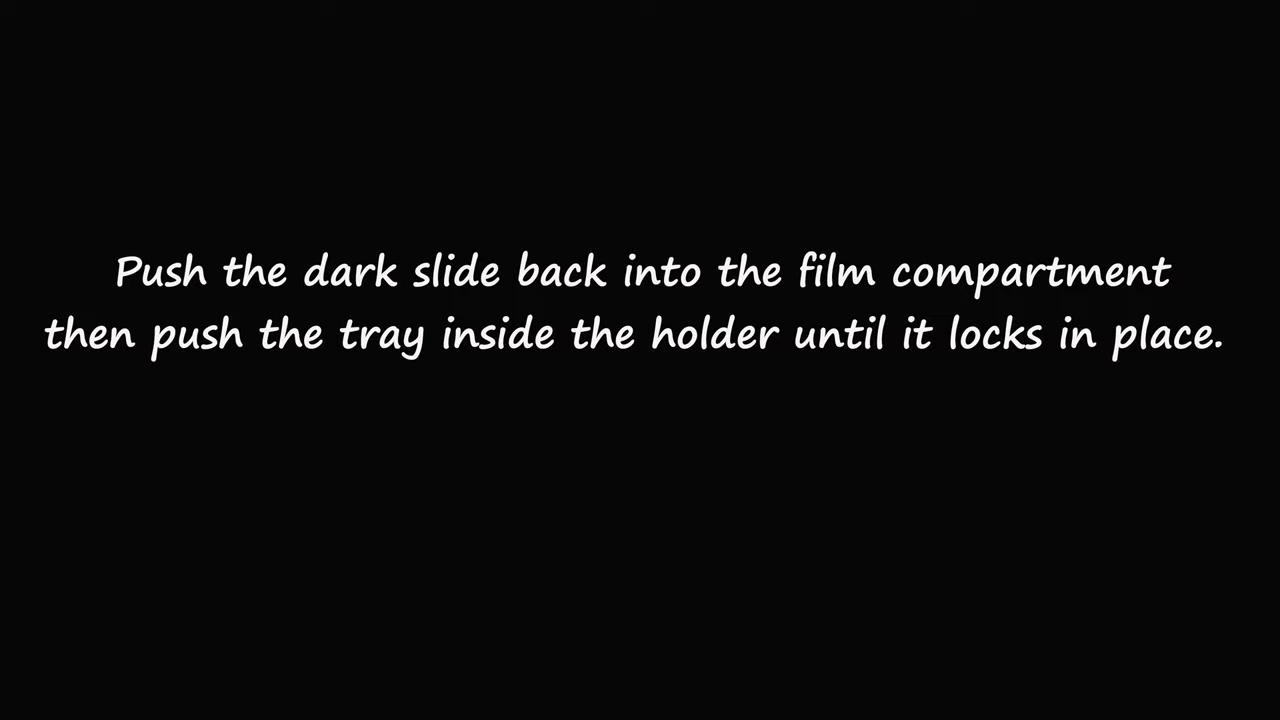 Push the dark slide back into the film compartment
then push the tray inside the holder until it locks in place.